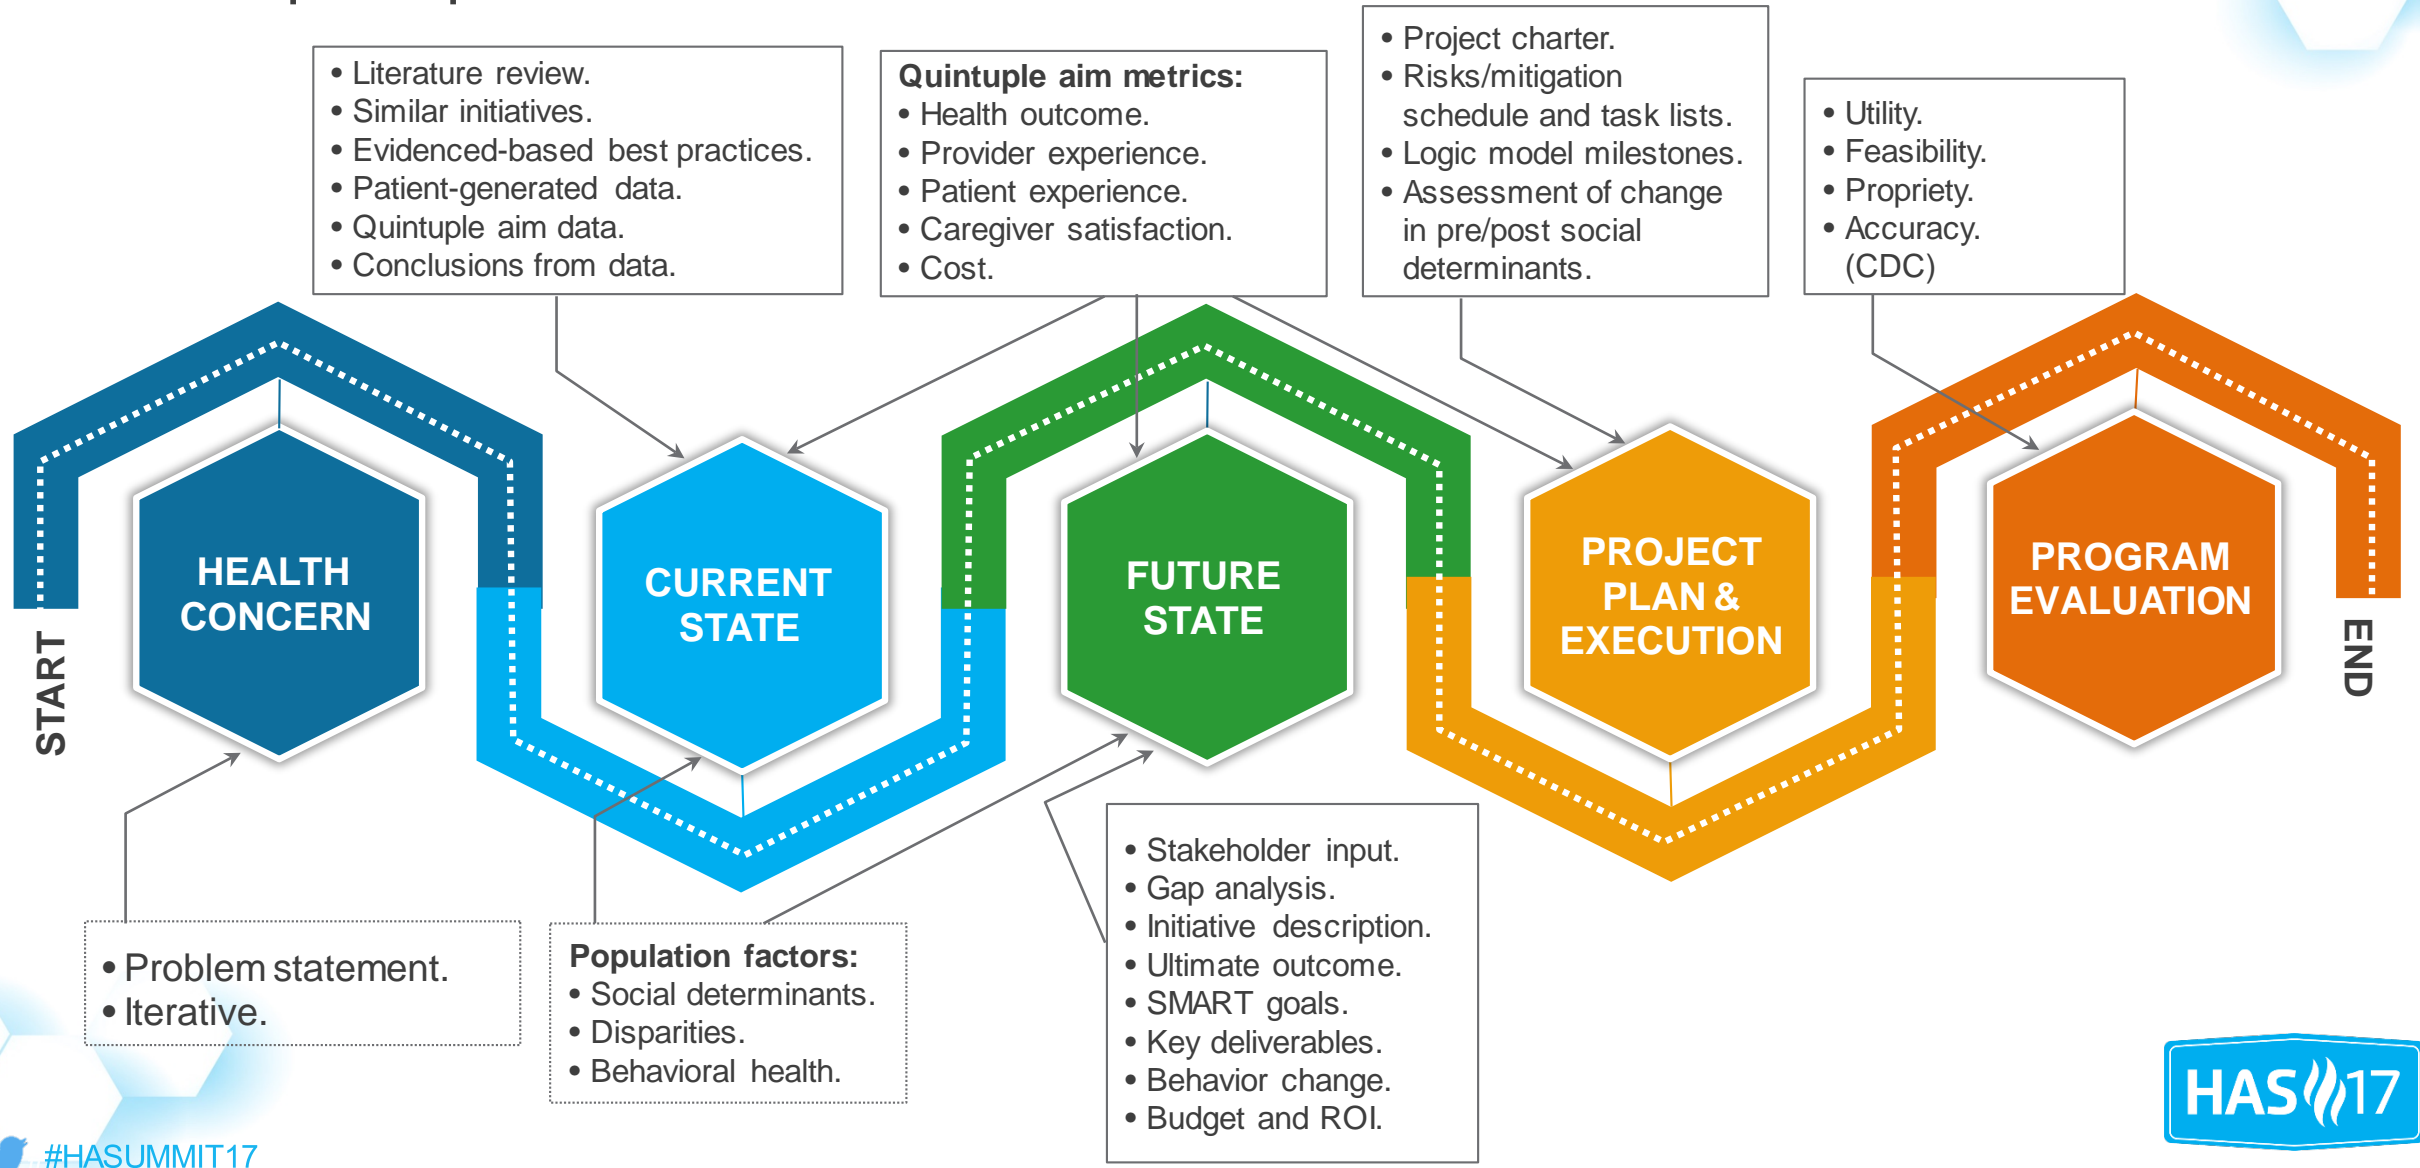 • Literature review.
• Similar initiatives.
• Evidenced-based best practices.
• Patient-generated data.
• Quintuple aim data.
• Conclusions from data.
Quintuple aim metrics:
• Health outcome.
• Provider experience.
• Patient experience.
• Caregiver satisfaction.
• Cost.
• Project charter.
• Risks/mitigation
schedule and task lists.
• Logic model milestones.
• Assessment of change
in pre/post social
determinants.
• Utility.
• Feasibility.
• Propriety.
• Accuracy.
(CDC)
START
HEALTH
CONCERN
CURRENT
STATE
FUTURE
STATE
PROJECT
PLAN &
EXECUTION
PROGRAM
EVALUATION
END
• Problem statement.
• Iterative.
Population factors:
• Social determinants.
• Disparities.
• Behavioral health.
• Stakeholder input.
• Gap analysis.
• Initiative description.
• Ultimate outcome.
• SMART goals.
• Key deliverables.
• Behavior change.
• Budget and ROI.
HAS 17
#HASUMMIT17